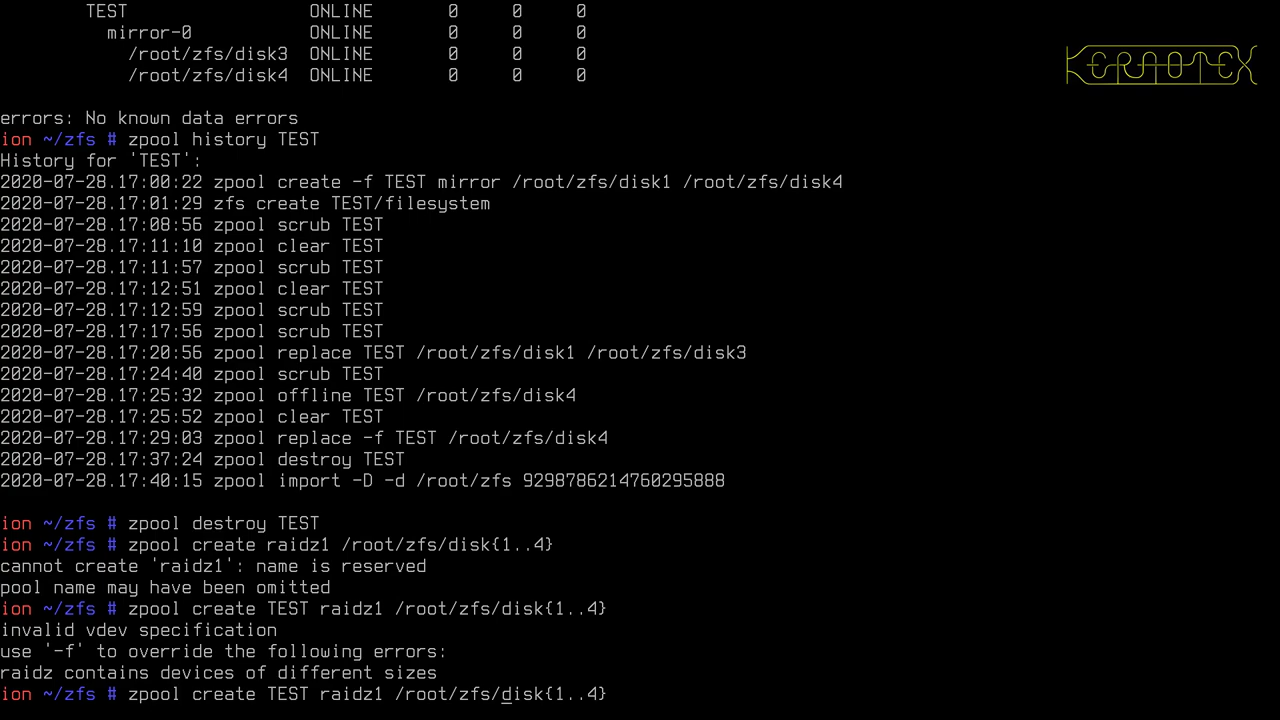 TEST ONLINE 0 0 0
mirror-0 ONLINE 0 0 0
/root/zfs/disk3 ONLINE 0 0 0
/root/zfs/disk4 ONLINE 0 0 0
KERAOTEX
errors: No known data errors
ion ~/zfs # zpool history TEST
History for 'TEST':
2020-07-28.17:00:22 zpool create -f TEST mirror /root/zfs/disk1 /root/zfs/disk4
2020-07-28.17:01:29 zfs create TEST/filesystem
2020-07-28.17:08:56 zpool scrub TEST
2020-07-28.17:11:10 zpool clear TEST
2020-07-28.17:11:57 zpool scrub TEST
2020-07-28.17:12:51 zpool clear TEST
2020-07-28.17:12:59 zpool scrub TEST
2020-07-28.17:17:56 zpool scrub TEST
2020-07-28.17:20:56 zpool replace TEST /root/zfs/disk1 /root/zfs/disk3
2020-07-28.17:24:40 zpool scrub TEST
2020-07-28.17:25:32 zpool offline TEST /root/zfs/disk4
2020-07-28.17:25:52 zpool clear TEST
2020-07-28.17:29:03 zpool replace -f TEST /root/zfs/disk4
2020-07-28.17:37:24 zpool destroy TEST
2020-07-28.17:40:15 zpool import -D -d /root/zfs 9298786214760295888
ion ~/zfs # zpool destroy TEST
ion ~/zfs # zpool create raidz1 /root/zfs/disk{1..4}
cannot create 'raidz1': name is reserved
pool name may have been omitted
ion ~/zfs # zpool create TEST raidz1 /root/zfs/disk{1..4}
invalid vdev specification
use '-f' to override the following errors:
raidz contains devices of different sizes
ion ~/zfs # zpool create TEST raidz1 /root/zfs/disk{1..4}